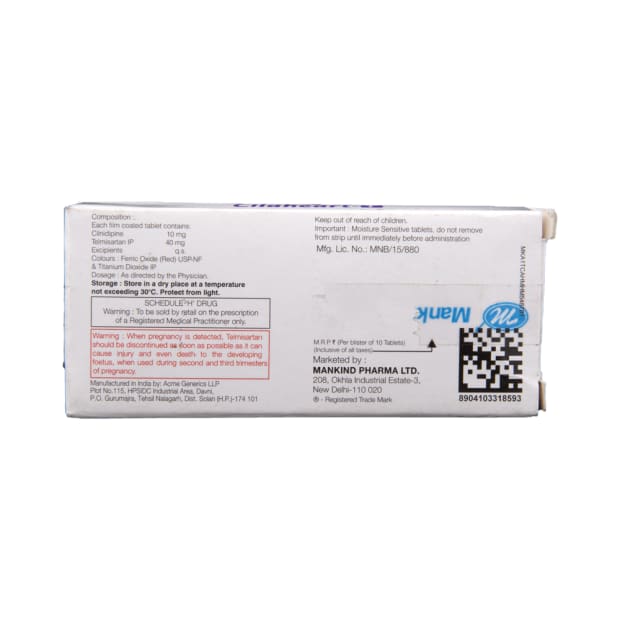 Composition :
Each film coated tablet contains:
Clinidipine 10 mg
Telmisartan IP 40 mg
Excipients q.s.
Colours : Ferric Oxide (Red) USP-NF
& Titanium Dioxide IP
Dosage : As directed by the Physician.
Storage : Store in a dry place at a temperature
not exceeding 30°C. Protect from light.
SCHEDULE "H" DRUG
Warning : To be sold by retail on the prescription
of a Registered Medical Practitioner only.
Warning : When pregnancy is detected, Telmisartan
should be discontinued as soon as possible as it can
cause injury and even death to the developing
foetus, when used during second and third trimesters
of pregnancy.
Manufactured in India by: Acme Generics LLP
Plot No.115, HPSIDC Industrial Area, Davni,
P.O. Gurumajra, Tehsil Nalagarh, Dist. Solan (H.P.)-174 101
Keep out of reach of children.
Important : Moisture Sensitive tablets, do not remove
from strip until immediately before administration
Mfg. Lic. No.: MNB/15/880
Mank
M.R.P ₹ (Per blister of 10 Tablets)
(Inclusive of all taxes)
Marketed by :
MANKIND PHARMA LTD.
208, Okhla Industrial Estate-3,
New Delhi-110 020
® - Registered Trade Mark
8904103318593